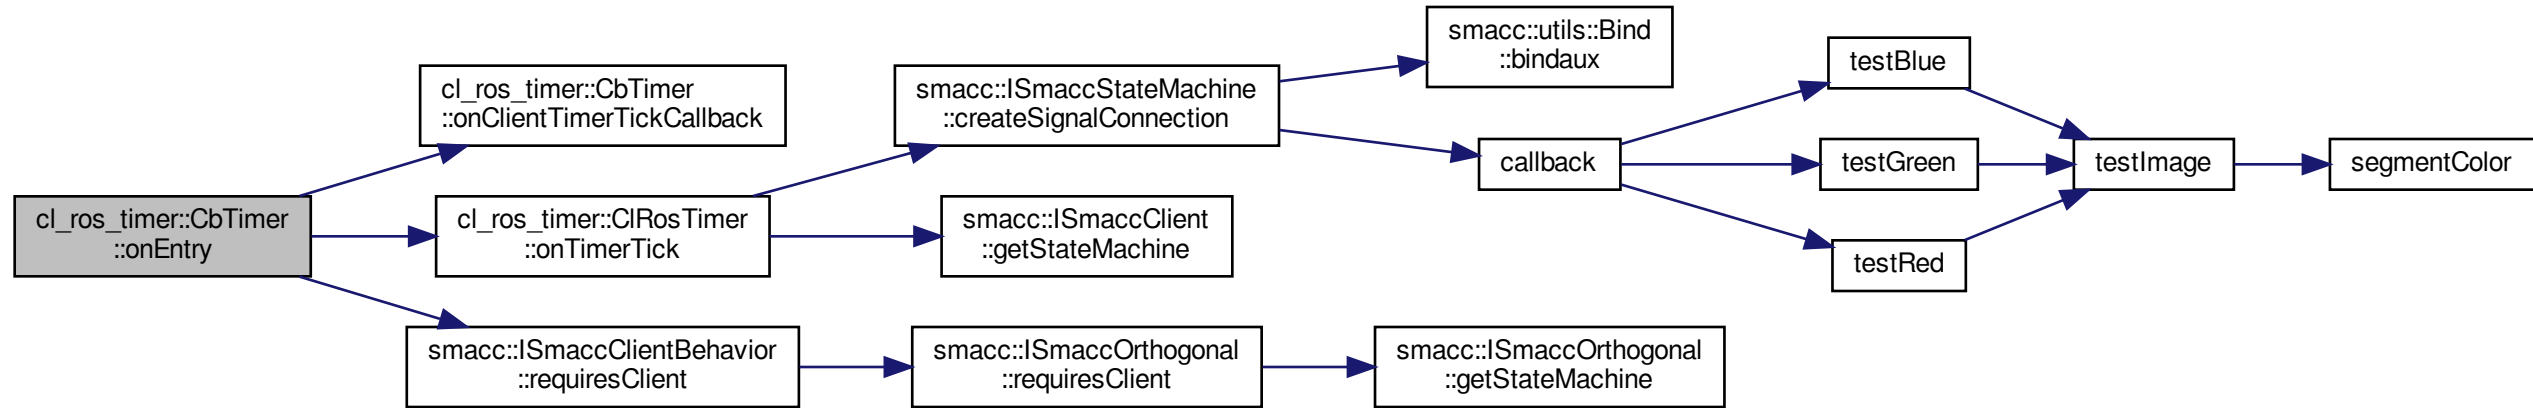 cl_ros_timer::CbTimer
::onEntry
cl_ros_timer::CbTimer
::onClientTimerTickCallback
cl_ros_timer::ClRosTimer
::onTimerTick
smacc::ISmaccClientBehavior
::requiresClient
smacc::ISmaccStateMachine
::createSignalConnection
smacc::ISmaccClient
::getStateMachine
smacc::ISmaccOrthogonal
::requiresClient
smacc::utils::Bind
::bindaux
callback
smacc::ISmaccOrthogonal
::getStateMachine
testBlue
testGreen
testRed
testImage
segmentColor